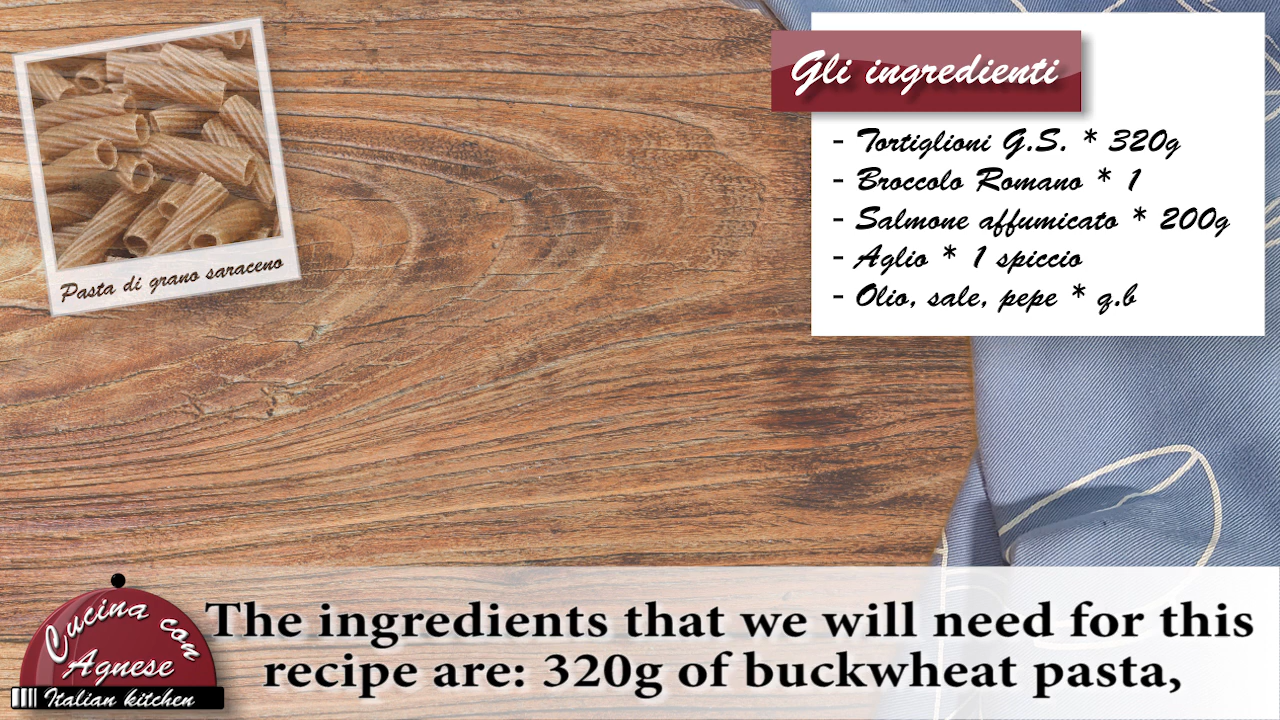 Gli ingredienti
- Tortiglioni G.S. * 320g
- Broccolo Romano * 1
- Salmone affumicato * 200g
- Aglio * 1 spiccio
- Olio, sale, pepe * q.b
Pasta di grano saraceno
The ingredients that we will need for this
recipe are: 320g of buckwheat pasta,
Cucina con
Agnese
Italian kitchen